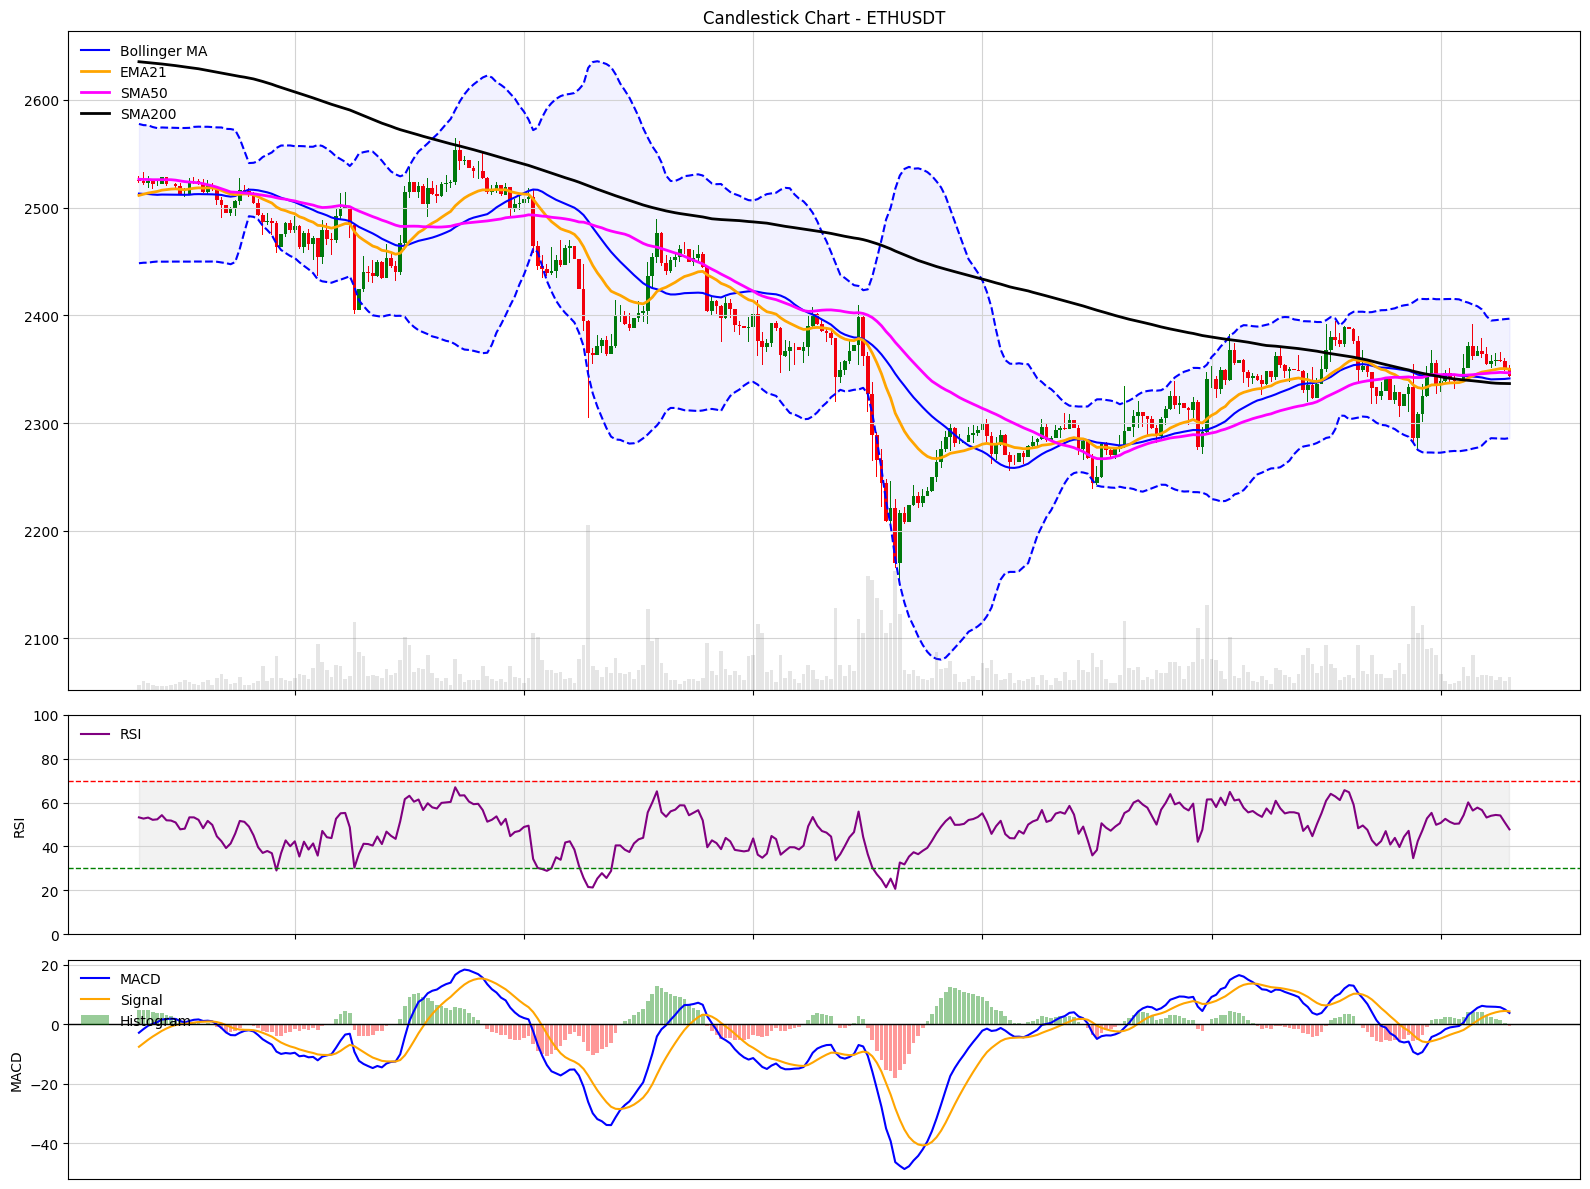 Candlestick Chart - ETHUSDT
Bollinger MA
EMA21
SMA50
SMA200
2600
2500
2400
2300
2200
2100
RSI
100
80
60
40
20
0
RSI
MACD
Signal
Histogram
20
0
−20
−40
MACD